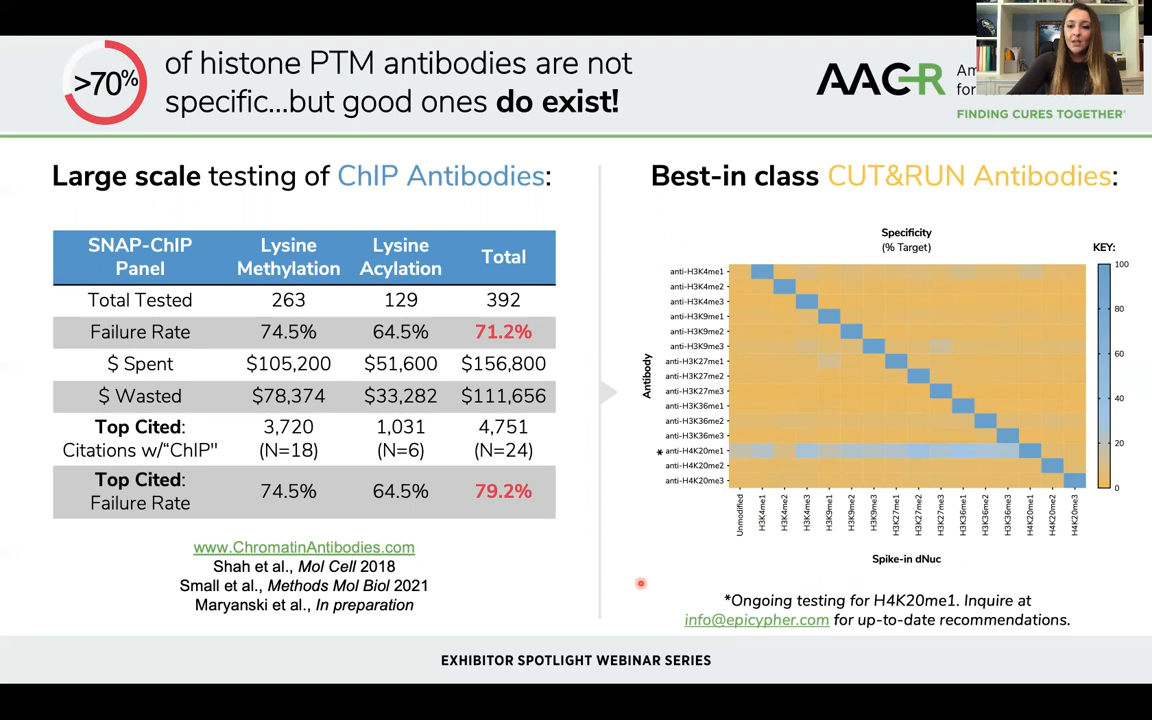 >70%
of histone PTM antibodies are not
specific...but good ones do exist!
AACR
Am
for
FINDING CURES TOGETHER®
Large scale testing of ChIP Antibodies:
SNAP-ChIP Panel Lysine Methylation Lysine Acylation Total
Total Tested 263 129 392
Failure Rate 74.5% 64.5% 71.2%
$ Spent $105,200 $51,600 $156,800
$ Wasted $78,374 $33,282 $111,656
Top Cited: 3,720 1,031 4,751
Citations w/“ChIP" (N=18) (N=6) (N=24)
Top Cited:
Failure Rate 74.5% 64.5% 79.2%
www.ChromatinAntibodies.com
Shah et al., Mol Cell 2018
Small et al., Methods Mol Biol 2021
Maryanski et al., In preparation
Best-in class CUT&RUN Antibodies:
Specificity
(% Target)
KEY:
100
80
60
40
20
0
Antibody
anti-H3K4me1
anti-H3K4me2
anti-H3K4me3
anti-H3K9me1
anti-H3K9me2
anti-H3K9me3
anti-H3K27me1
anti-H3K27me2
anti-H3K27me3
anti-H3K36me1
anti-H3K36me2
anti-H3K36me3
* anti-H4K20me1
anti-H4K20me2
anti-H4K20me3
Unmodified
H3K4me1
H3K4me2
H3K4me3
H3K9me1
H3K9me2
H3K9me3
H3K27me1
H3K27me2
H3K27me3
H3K36me1
H3K36me2
H3K36me3
H4K20me1
H4K20me2
H4K20me3
Spike-in dNuc
*Ongoing testing for H4K20me1. Inquire at
info@epicypher.com for up-to-date recommendations.
EXHIBITOR SPOTLIGHT WEBINAR SERIES